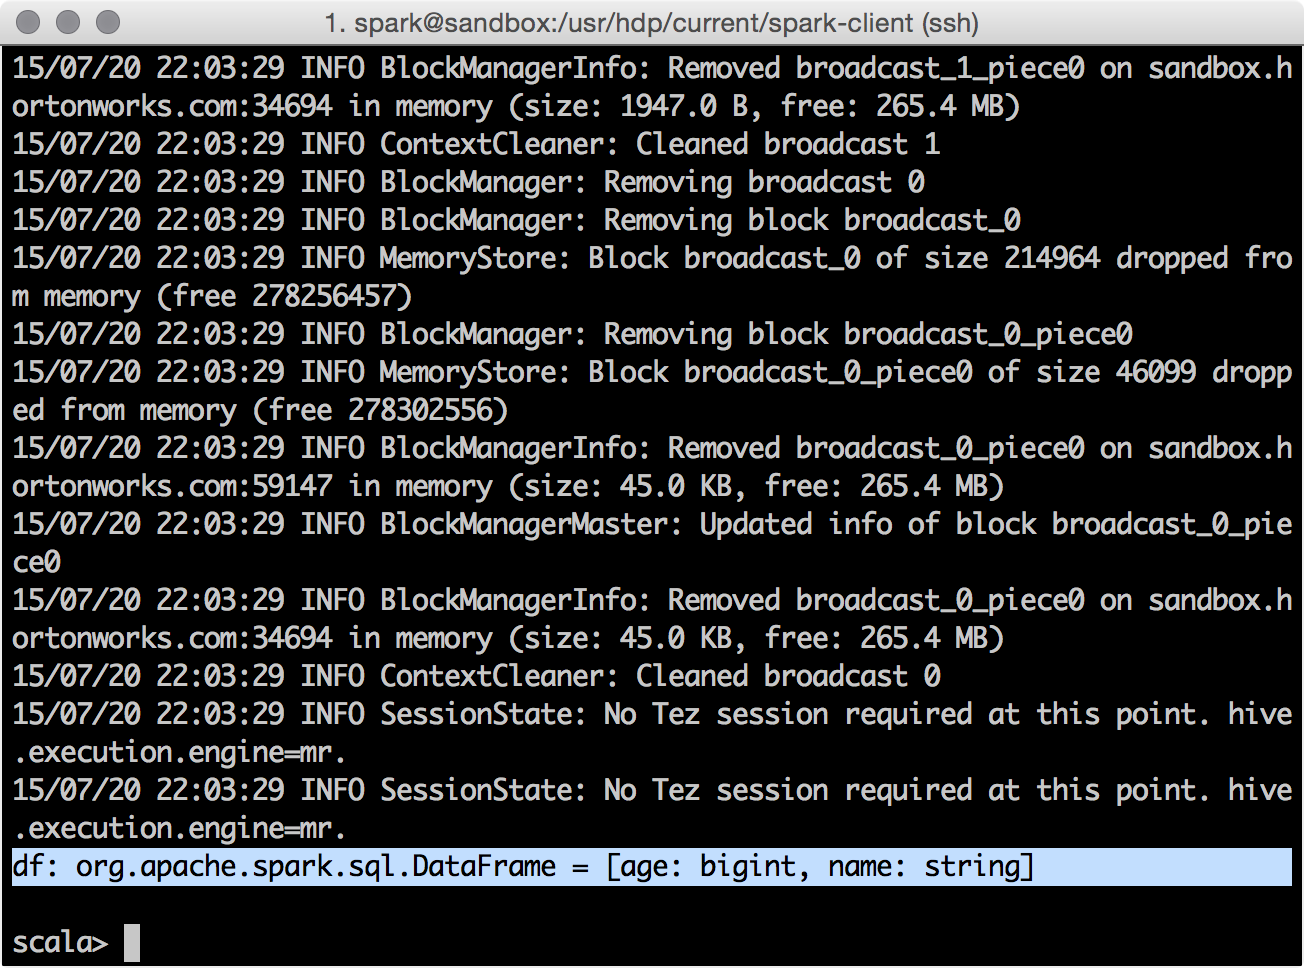 1. spark@sandbox:/usr/hdp/current/spark-client (ssh)
15/07/20 22:03:29 INFO BlockManagerInfo: Removed broadcast_1_piece0 on sandbox.h
ortonworks.com:34694 in memory (size: 1947.0 B, free: 265.4 MB)
15/07/20 22:03:29 INFO ContextCleaner: Cleaned broadcast 1
15/07/20 22:03:29 INFO BlockManager: Removing broadcast 0
15/07/20 22:03:29 INFO BlockManager: Removing block broadcast_0
15/07/20 22:03:29 INFO MemoryStore: Block broadcast_0 of size 214964 dropped fro
m memory (free 278256457)
15/07/20 22:03:29 INFO BlockManager: Removing block broadcast_0_piece0
15/07/20 22:03:29 INFO MemoryStore: Block broadcast_0_piece0 of size 46099 dropp
ed from memory (free 278302556)
15/07/20 22:03:29 INFO BlockManagerInfo: Removed broadcast_0_piece0 on sandbox.h
ortonworks.com:59147 in memory (size: 45.0 KB, free: 265.4 MB)
15/07/20 22:03:29 INFO BlockManagerMaster: Updated info of block broadcast_0_pie
ce0
15/07/20 22:03:29 INFO BlockManagerInfo: Removed broadcast_0_piece0 on sandbox.h
ortonworks.com:34694 in memory (size: 45.0 KB, free: 265.4 MB)
15/07/20 22:03:29 INFO ContextCleaner: Cleaned broadcast 0
15/07/20 22:03:29 INFO SessionState: No Tez session required at this point. hive
.execution.engine=mr.
15/07/20 22:03:29 INFO SessionState: No Tez session required at this point. hive
.execution.engine=mr.
df: org.apache.spark.sql.DataFrame = [age: bigint, name: string]
scala>